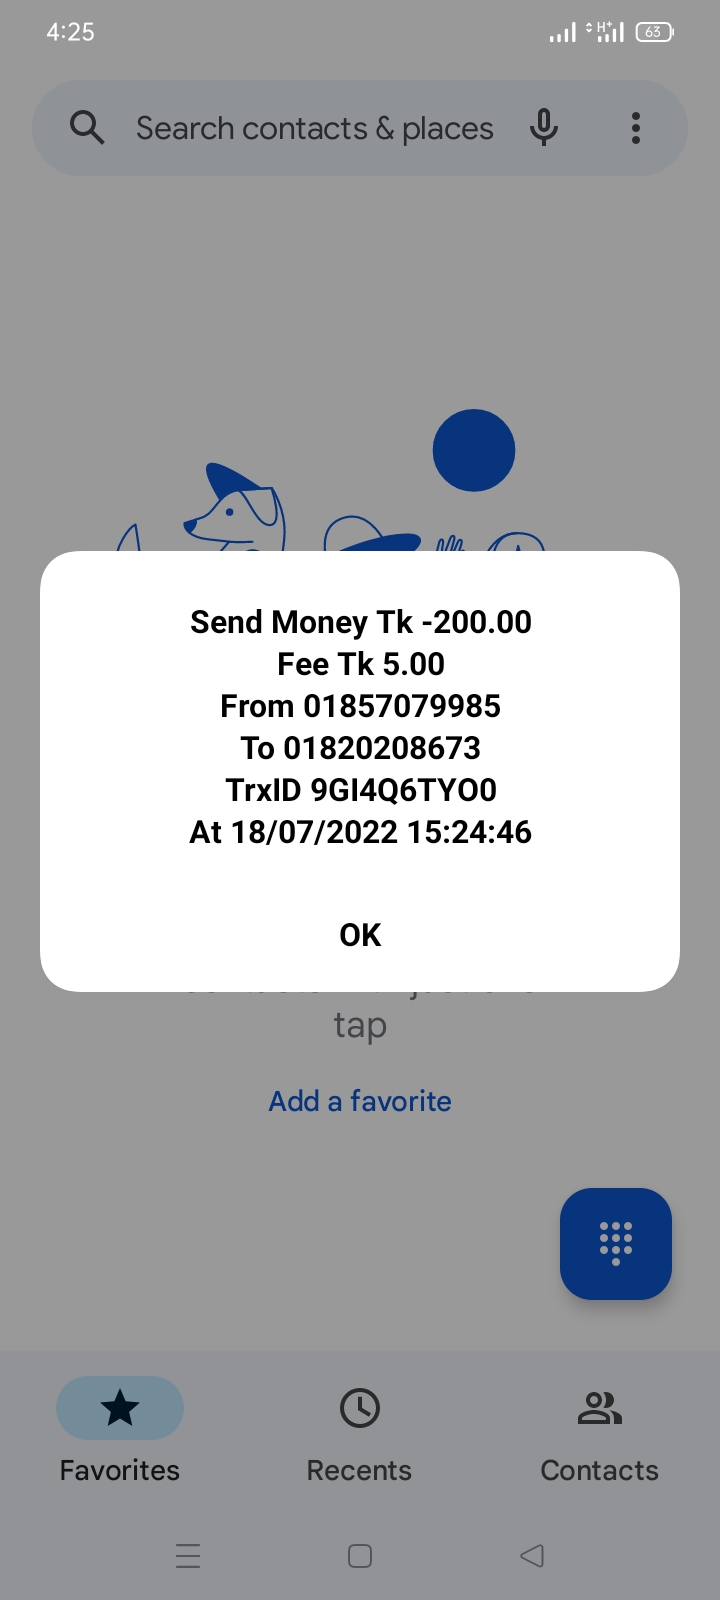 4:25
H+
63
Search contacts & places
Send Money Tk -200.00
Fee Tk 5.00
From 01857079985
To 01820208673
TrxID 9GI4Q6TYO0
At 18/07/2022 15:24:46
OK
tap
Add a favorite
Favorites
Recents
Contacts